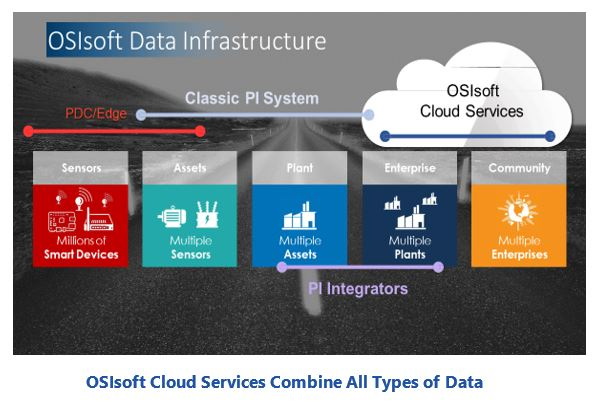 OSIsoft Data Infrastructure
OSIsoft
Cloud Services
Classic PI System
PDC/Edge
Sensors
Assets
Plant
Enterprise
Community
Millions of
Smart Devices
Multiple
Sensors
Multiple
Assets
Multiple
Plants
Multiple
Enterprises
PI Integrators
OSIsoft Cloud Services Combine All Types of Data